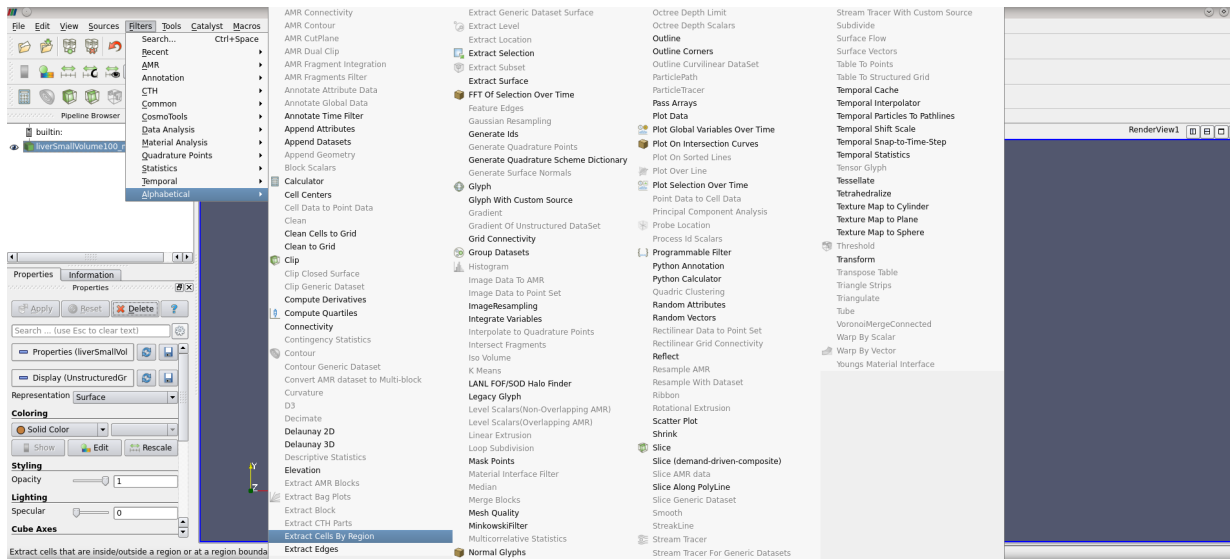 File Edit View Sources Filters Tools Catalyst Macros
Search... Ctrl+Space
Recent
AMR
Annotation
CTH
Common
CosmoTools
Data Analysis
Material Analysis
Quadrature Points
Statistics
Temporal
Alphabetical
Pipeline Browser
builtin:
liverSmallVolume100_r
Properties Information
Properties
Apply Reset Delete ?
Search ... (use Esc to clear text)
Properties (liverSmallVol
Display (UnstructuredGr
Representation Surface
Coloring
Solid Color
Show Edit Rescale
Styling
Opacity 1
Lighting
Specular 0
Cube Axes
Extract cells that are inside/outside a region or at a region bounda
AMR Connectivity
AMR Contour
AMR CutPlane
AMR Dual Clip
AMR Fragment Integration
AMR Fragments Filter
Annotate Attribute Data
Annotate Global Data
Annotate Time Filter
Append Attributes
Append Datasets
Append Geometry
Block Scalars
Calculator
Cell Centers
Cell Data to Point Data
Clean
Clean Cells to Grid
Clean to Grid
Clip
Clip Closed Surface
Clip Generic Dataset
Compute Derivatives
Compute Quartiles
Connectivity
Contingency Statistics
Contour
Contour Generic Dataset
Convert AMR dataset to Multi-block
Curvature
D3
Decimate
Delaunay 2D
Delaunay 3D
Descriptive Statistics
Elevation
Extract AMR Blocks
Extract Bag Plots
Extract Block
Extract CTH Parts
Extract Cells By Region
Extract Edges
Extract Generic Dataset Surface
Extract Level
Extract Location
Extract Selection
Extract Subset
Extract Surface
FFT Of Selection Over Time
Feature Edges
Gaussian Resampling
Generate Ids
Generate Quadrature Points
Generate Quadrature Scheme Dictionary
Generate Surface Normals
Glyph
Glyph With Custom Source
Gradient
Gradient Of Unstructured DataSet
Grid Connectivity
Group Datasets
Histogram
Image Data To AMR
Image Data to Point Set
ImageResampling
Integrate Variables
Interpolate to Quadrature Points
Intersect Fragments
Iso Volume
K Means
LANL FOF/SOD Halo Finder
Legacy Glyph
Level Scalars(Non-Overlapping AMR)
Level Scalars(Overlapping AMR)
Linear Extrusion
Loop Subdivision
Mask Points
Material Interface Filter
Median
Merge Blocks
Mesh Quality
MinkowskiFilter
Multicorrelative Statistics
Normal Glyphs
Octree Depth Limit
Octree Depth Scalars
Outline
Outline Corners
Outline Curvilinear DataSet
ParticlePath
ParticleTracer
Pass Arrays
Plot Data
Plot Global Variables Over Time
Plot On Intersection Curves
Plot On Sorted Lines
Plot Over Line
Plot Selection Over Time
Point Data to Cell Data
Principal Component Analysis
Probe Location
Process Id Scalars
Programmable Filter
Python Annotation
Python Calculator
Quadric Clustering
Random Attributes
Random Vectors
Rectilinear Data to Point Set
Rectilinear Grid Connectivity
Reflect
Resample AMR
Resample With Dataset
Ribbon
Rotational Extrusion
Scatter Plot
Shrink
Slice
Slice (demand-driven-composite)
Slice AMR data
Slice Along PolyLine
Slice Generic Dataset
Smooth
StreakLine
Stream Tracer
Stream Tracer For Generic Datasets
Stream Tracer With Custom Source
Subdivide
Surface Flow
Surface Vectors
Table To Points
Table To Structured Grid
Temporal Cache
Temporal Interpolator
Temporal Particles To Pathlines
Temporal Shift Scale
Temporal Snap-to-Time-Step
Temporal Statistics
Tensor Glyph
Tessellate
Tetrahedralize
Texture Map to Cylinder
Texture Map to Plane
Texture Map to Sphere
Threshold
Transform
Transpose Table
Triangle Strips
Triangulate
Tube
VoronoiMergeConnected
Warp By Scalar
Warp By Vector
Youngs Material Interface
RenderView1
Y
Z